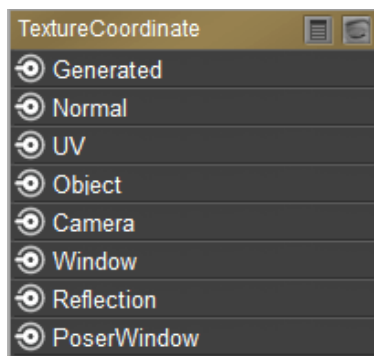 TextureCoordinate
Generated
Normal
UV
Object
Camera
Window
Reflection
PoserWindow